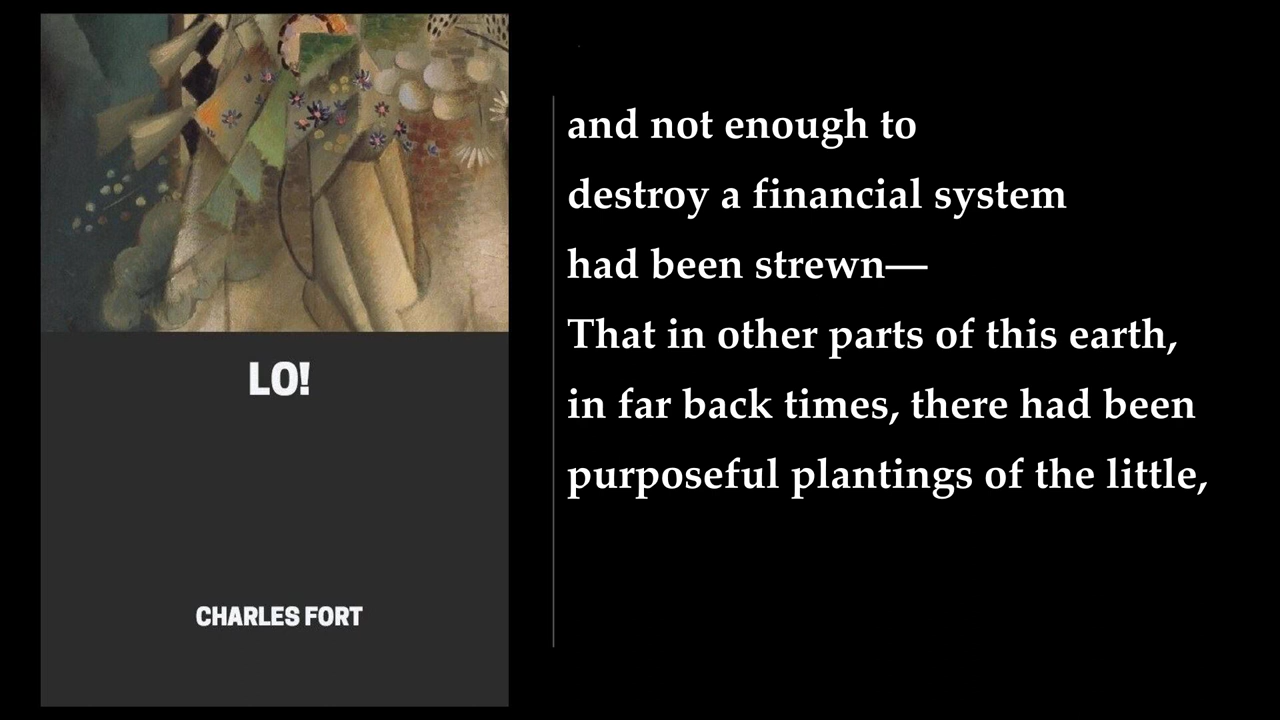 LO!
CHARLES FORT
and not enough to
destroy a financial system
had been strewn—
That in other parts of this earth,
in far back times, there had been
purposeful plantings of the little,